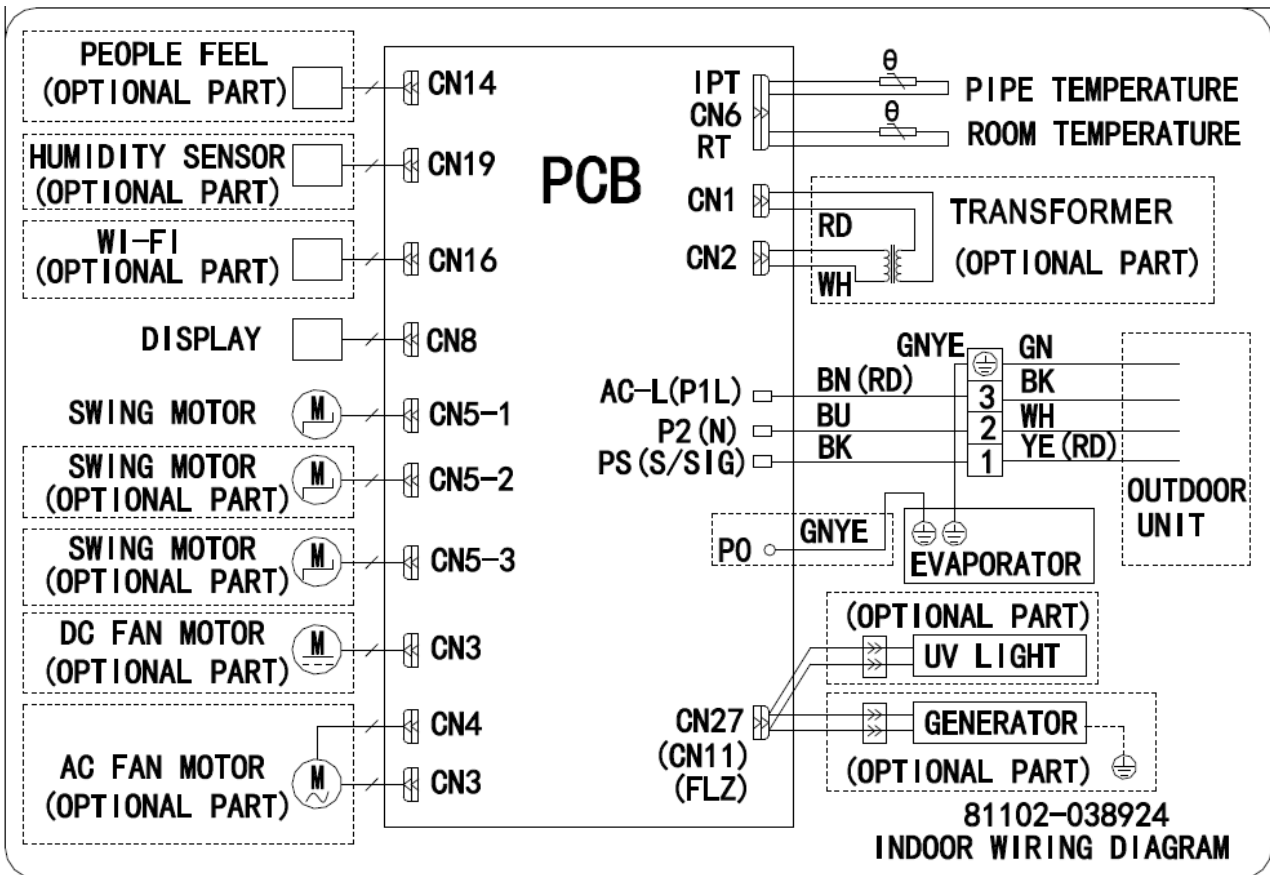 PEOPLE FEEL
(OPTIONAL PART)
CN14
HUMIDITY SENSOR
(OPTIONAL PART)
CN19
WI-FI
(OPTIONAL PART)
CN16
DISPLAY
CN8
SWING MOTOR
M
CN5-1
SWING MOTOR
(OPTIONAL PART)
M
CN5-2
SWING MOTOR
(OPTIONAL PART)
M
CN5-3
DC FAN MOTOR
(OPTIONAL PART)
M
CN3
AC FAN MOTOR
(OPTIONAL PART)
M
CN4
CN3
PCB
IPT
CN6
RT
θ
PIPE TEMPERATURE
θ
ROOM TEMPERATURE
CN1
CN2
RD
WH
TRANSFORMER
(OPTIONAL PART)
AC-L(P1L)
P2(N)
PS(S/SIG)
BN(RD)
BU
BK
GNYE
3
2
1
GN
BK
WH
YE(RD)
OUTDOOR
UNIT
P0
GNYE
EVAPORATOR
(OPTIONAL PART)
UV LIGHT
CN27
(CN11)
(FLZ)
GENERATOR
(OPTIONAL PART)
81102-038924
INDOOR WIRING DIAGRAM